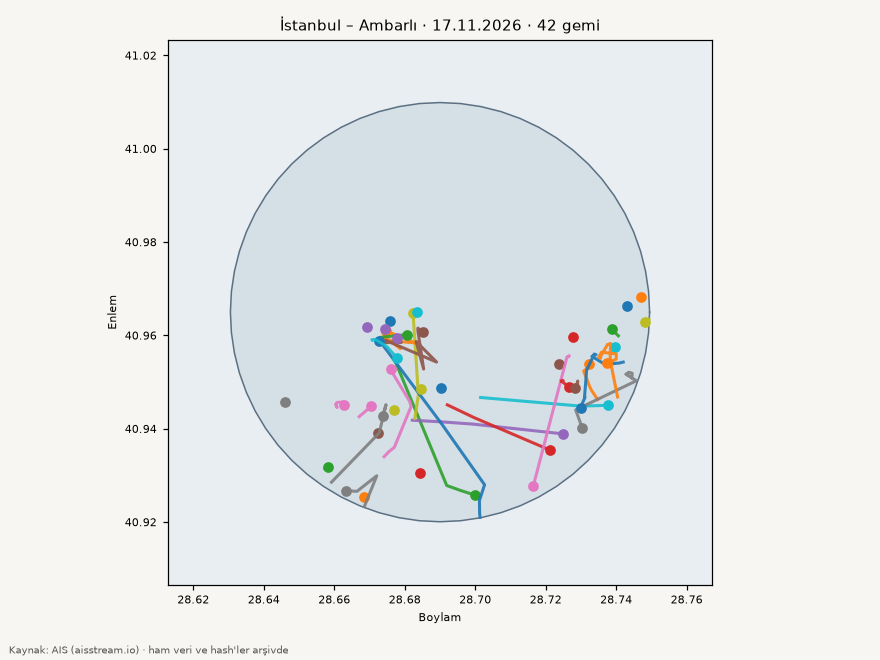 İstanbul – Ambarlı · 17.11.2026 · 42 gemi
Enlem
41.02
41.00
40.98
40.96
40.94
40.92
28.62 28.64 28.66 28.68 28.70 28.72 28.74 28.76
Boylam
Kaynak: AIS (aisstream.io) · ham veri ve hash'ler arşivde